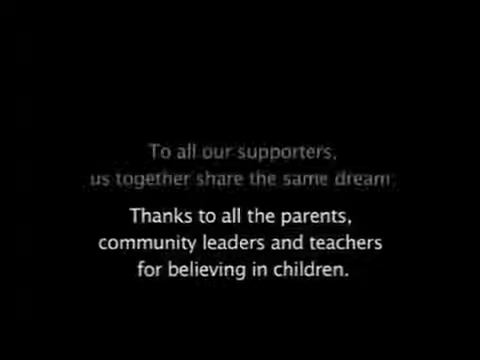 To all our supporters,
us together share the same dream.
Thanks to all the parents,
community leaders and teachers
for believing in children.